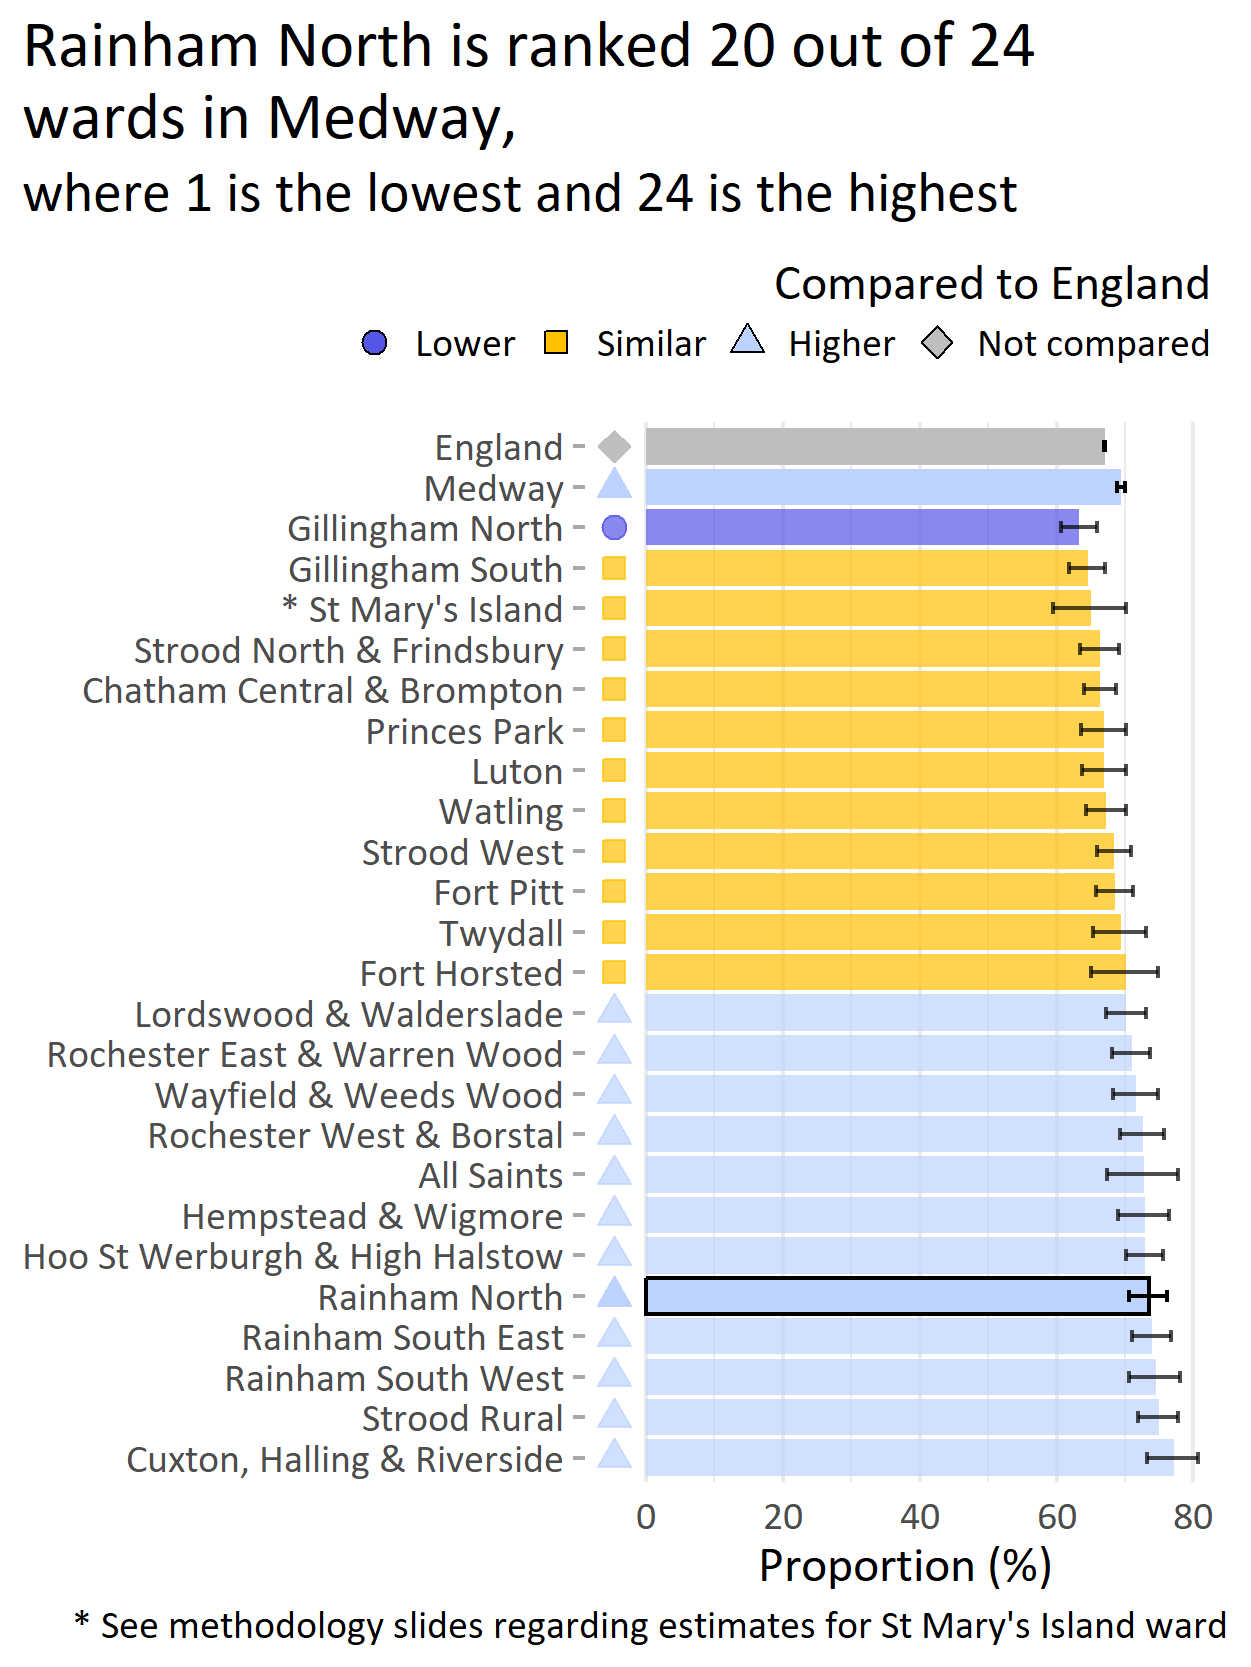 Rainham North is ranked 20 out of 24
wards in Medway,
where 1 is the lowest and 24 is the highest
Compared to England
Lower Similar Higher Not compared
England
Medway
Gillingham North
Gillingham South
* St Mary's Island
Strood North & Frindsbury
Chatham Central & Brompton
Princes Park
Luton
Watling
Strood West
Fort Pitt
Twydall
Fort Horsted
Lordswood & Walderslade
Rochester East & Warren Wood
Wayfield & Weeds Wood
Rochester West & Borstal
All Saints
Hempstead & Wigmore
Hoo St Werburgh & High Halstow
Rainham North
Rainham South East
Rainham South West
Strood Rural
Cuxton, Halling & Riverside
0 20 40 60 80
Proportion (%)
* See methodology slides regarding estimates for St Mary's Island ward